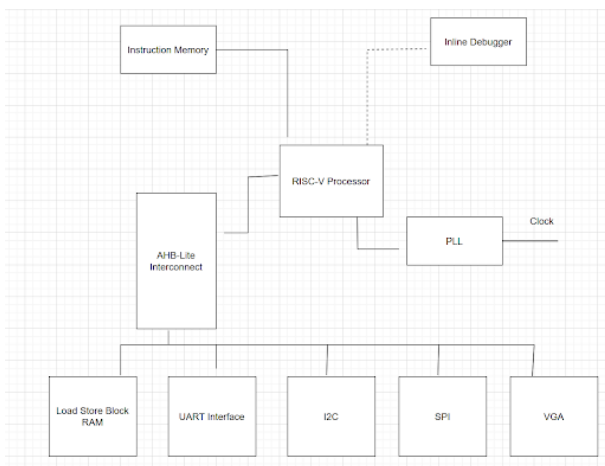 Instruction Memory
Inline Debugger
RISC-V Processor
Clock
PLL
AHB-Lite
Interconnect
Load Store Block
RAM
UART Interface
I2C
SPI
VGA